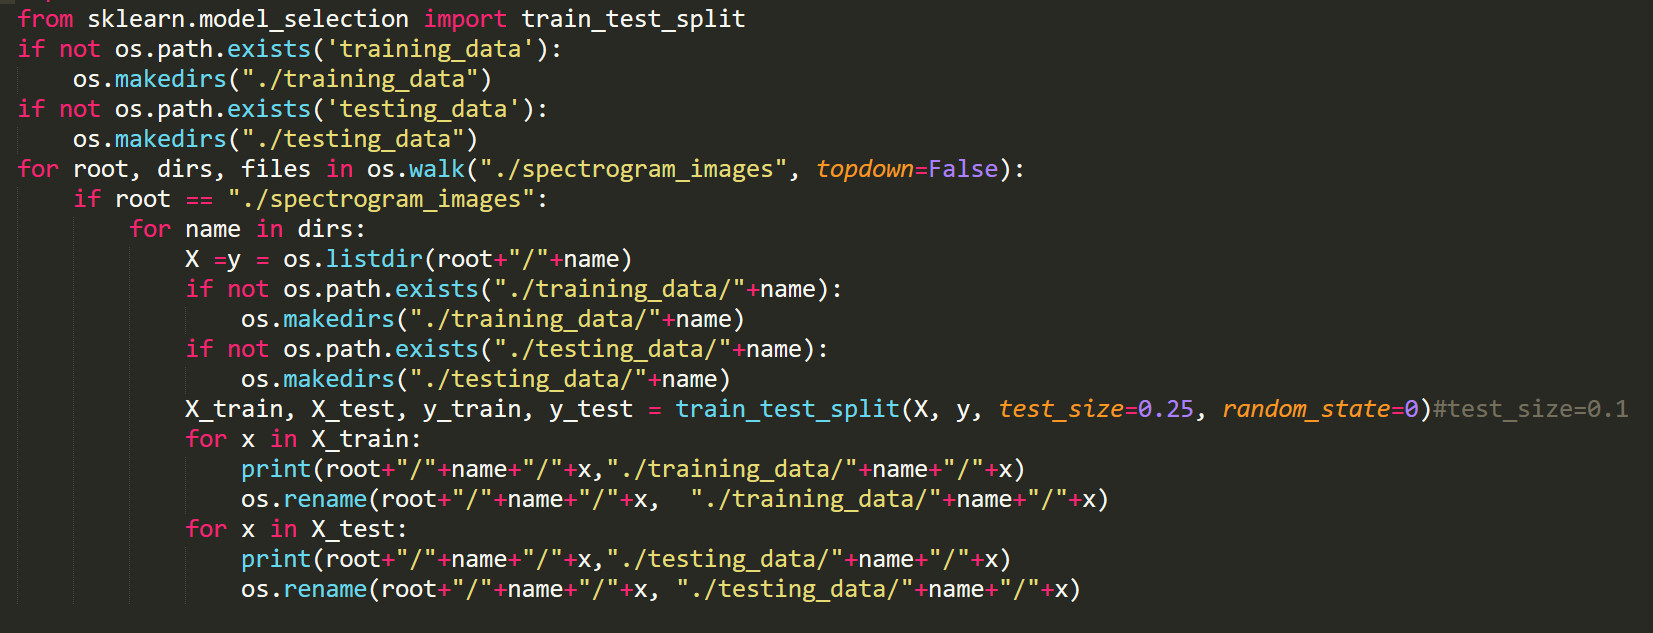 from sklearn.model_selection import train_test_split
if not os.path.exists('training_data'):
    os.makedirs("./training_data")
if not os.path.exists('testing_data'):
    os.makedirs("./testing_data")
for root, dirs, files in os.walk("./spectrogram_images", topdown=False):
    if root == "./spectrogram_images":
        for name in dirs:
            X =y = os.listdir(root+"/"+name)
            if not os.path.exists("./training_data/"+name):
                os.makedirs("./training_data/"+name)
            if not os.path.exists("./testing_data/"+name):
                os.makedirs("./testing_data/"+name)
            X_train, X_test, y_train, y_test = train_test_split(X, y, test_size=0.25, random_state=0)#test_size=0.1
            for x in X_train:
                print(root+"/"+name+"/"+x,"./training_data/"+name+"/"+x)
                os.rename(root+"/"+name+"/"+x,  "./training_data/"+name+"/"+x)
            for x in X_test:
                print(root+"/"+name+"/"+x,"./testing_data/"+name+"/"+x)
                os.rename(root+"/"+name+"/"+x, "./testing_data/"+name+"/"+x)